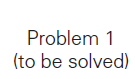 Problem 1
(to be solved)